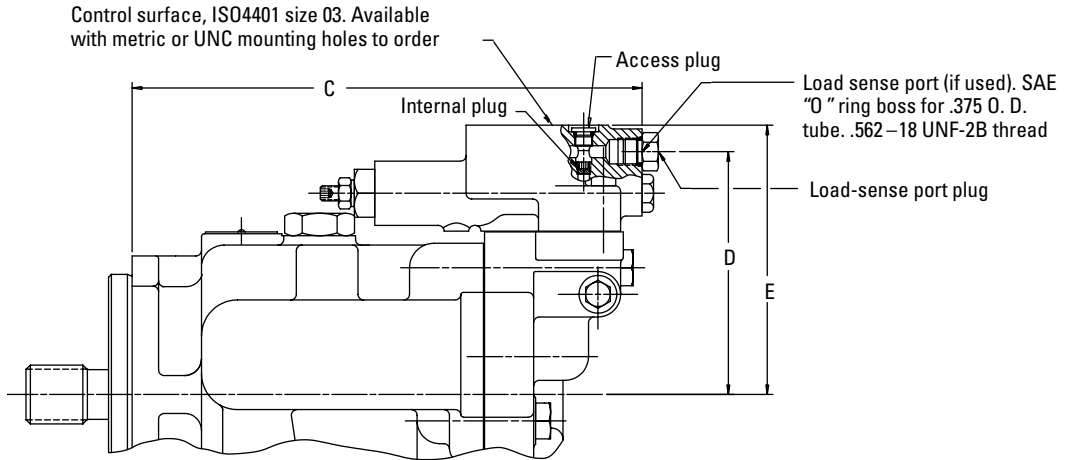 Control surface, ISO4401 size 03. Available
with metric or UNC mounting holes to order
Access plug
C
Internal plug
Load sense port (if used). SAE
“O ” ring boss for .375 O. D.
tube. .562–18 UNF-2B thread
Load-sense port plug
D
E